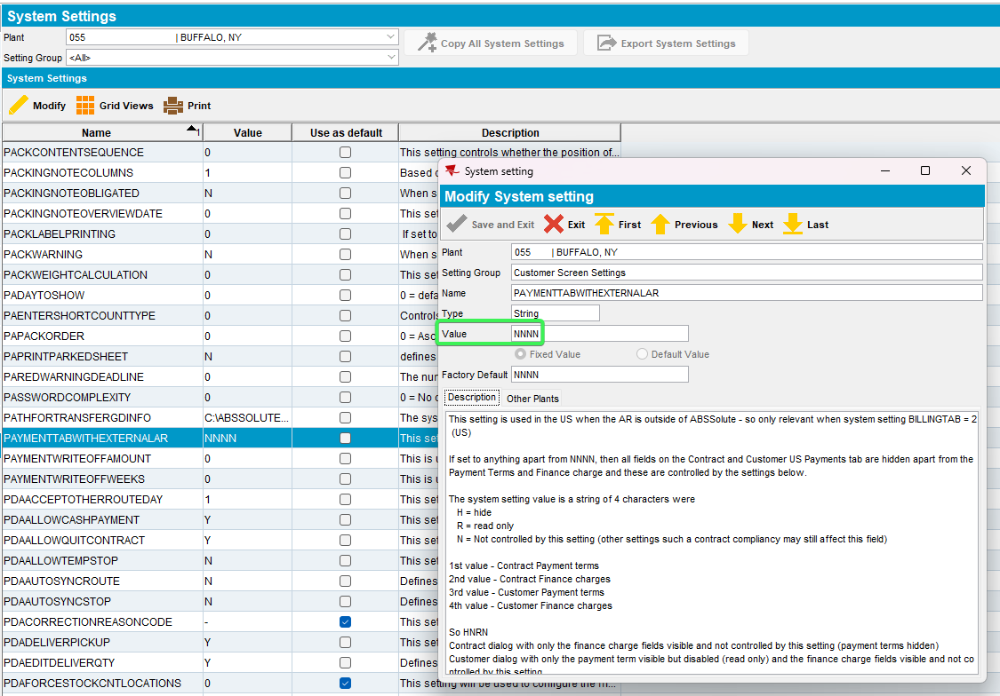 System Settings
Plant 055 | BUFFALO, NY
Copy All System Settings
Export System Settings
Setting Group <All>
System Settings
Modify Grid Views Print
Name 1 Value Use as default Description
PACKCONTENTSEQUENCE 0 This setting controls whether the position of...
PACKINGNOTECOLUMNS 1 Based
PACKINGNOTEOBLIGATED N When s
PACKINGNOTEOVERVIEWDATE 0 This set
PACKLABELPRINTING 0 If set to
PACKWARNING N When s
PACKWEIGHTCALCULATION 0 This set
PADAYTOSHOW 0 0 = defa
PAENTERSHORTCOUNTTYPE 0 Controls
PAPACKORDER 0 0 = Asc
PAPRINTPARKEDSHEET N defines
PAREDWARNINGDEADLINE 0 The nur
PASSWORDCOMPLEXITY 0 0 = No c
PATHFORTRANSFERGDINFO C:\ABSSOLUTE... The sys
PAYMENTTABWITHEXTERNALAR NNNN This set
PAYMENTWRITEOFFAMOUNT 0 This is u
PAYMENTWRITEOFFWEEKS 0 This is u
PDAACCEPTOTHERROUTEDAY 1 This set
PDAALLOWCASHPAYMENT Y This set
PDAALLOWQUITCONTRACT Y This set
PDAALLOWTEMPSTOP N This set
PDAAUTOSYNCROUTE N Defines
PDAAUTOSYNCSTOP N Defines
PDACORRECTIONREASONCODE - This set
PDADELIVERPICKUP Y This set
PDAEDITDELIVERQTY Y Defines
PDAFORCESTOCKCNTLOCATIONS 0 This setting will be used to configure the
System setting
Modify System setting
Save and Exit Exit First Previous Next Last
Plant 055 | BUFFALO, NY
Setting Group Customer Screen Settings
Name PAYMENTTABWITHEXTERNALAR
Type String
Value NNNN
Fixed Value Default Value
Factory Default NNNN
Description Other Plants
This setting is used in the US when the AR is outside of ABSSolute - so only relevant when system setting BILLINGTAB = 2
(US)
If set to anything apart from NNNN, then all fields on the Contract and Customer US Payments tab are hidden apart from the
Payment Terms and Finance charge and these are controlled by the settings below.
The system setting value is a string of 4 characters were
H = hide
R = read only
N = Not controlled by this setting (other settings such a contract compliancy may still affect this field)
1st value - Contract Payment terms
2nd value - Contract Finance charges
3rd value - Customer Payment terms
4th value - Customer Finance charges
So HNRN
Contract dialog with only the finance charge fields visible and not controlled by this setting (payment terms hidden)
Customer dialog with only the payment term visible but disabled (read only) and the finance charge fields visible and not co
ntrolled by this setting